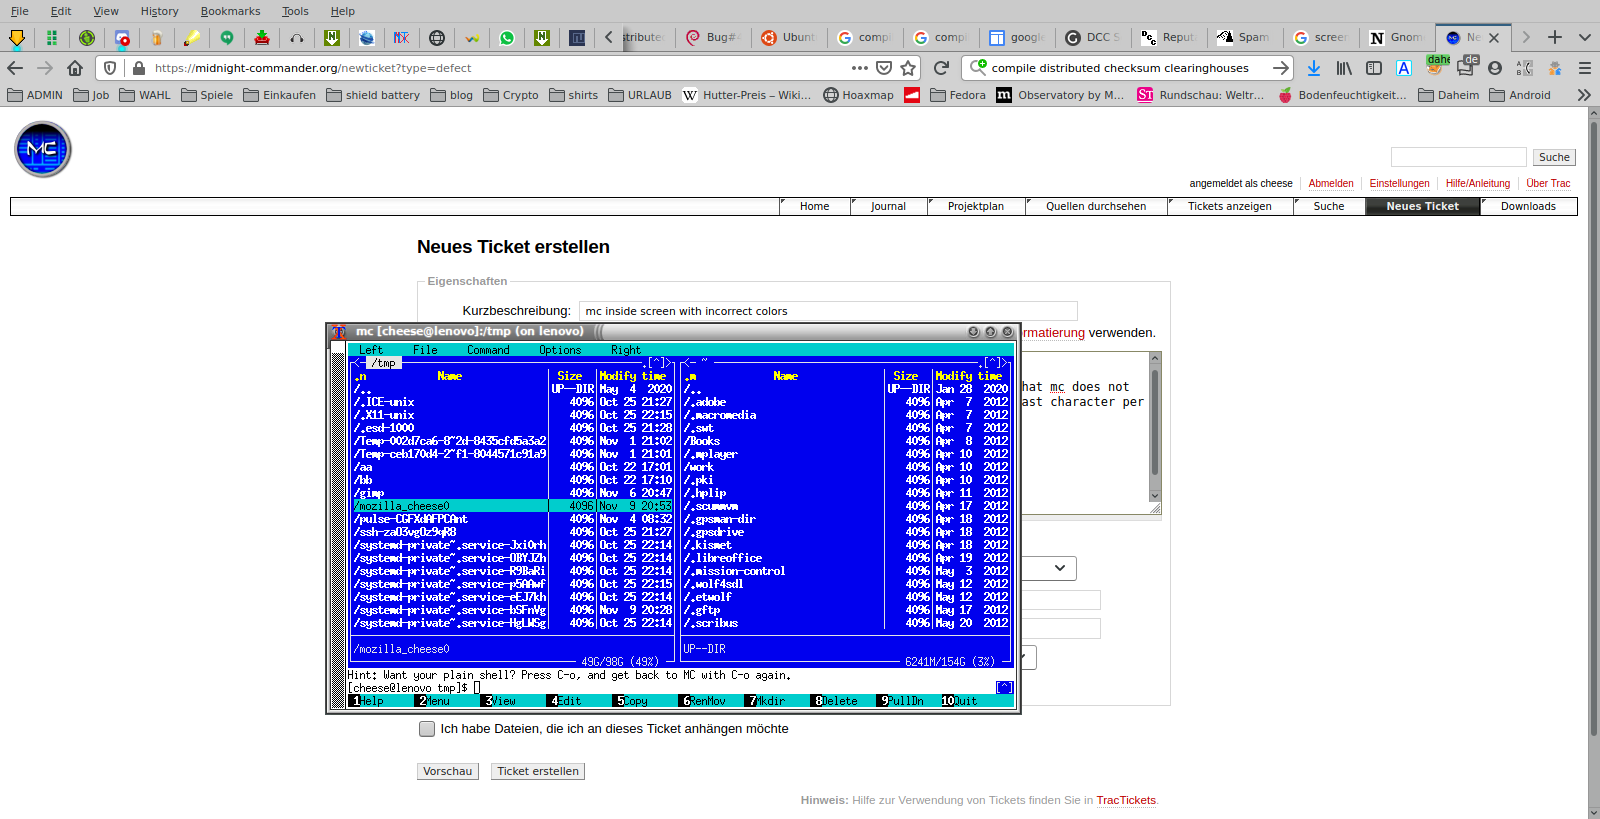 File Edit View History Bookmarks Tools Help
stribute Bug#4 Ubunt compi compi google DCC S Reput Spam screen Gnom Ne
https://midnight-commander.org/newticket?type=defect compile distributed checksum clearinghouses dahe de
ADMIN Job WAHL Spiele Einkaufen shield battery blog Crypto shirts URLAUB Hutter-Preis – Wiki… Hoaxmap Fedora Observatory by M… Rundschau: Weltr… Bodenfeuchtigkeit… Daheim Android
MC
Suche
angemeldet als cheese Abmelden Einstellungen Hilfe/Anleitung Über Trac
Home Journal Projektplan Quellen durchsehen Tickets anzeigen Suche Neues Ticket Downloads
Neues Ticket erstellen
Eigenschaften
Kurzbeschreibung: mc inside screen with incorrect colors
ormatierung verwenden.
hat mc does not
ast character per
mc [cheese@lenovo]:/tmp (on lenovo)
Left File Command Options Right
<- /tmp .[^]> <- ~ .[^]>
.n Name Size Modify time .m Name Size Modify time
/.. UP--DIR May 4 2020 /.. UP--DIR Jan 28 2020
/.ICE-unix 4096 Oct 25 21:27 /.adobe 4096 Apr 7 2012
/.X11-unix 4096 Oct 25 22:15 /.macromedia 4096 Apr 7 2012
/.esd-1000 4096 Oct 25 21:28 /.swt 4096 Apr 7 2012
/Temp-002d7ca6-8~2d-8435cfd5a3a2 4096 Nov 1 21:02 /Books 4096 Apr 8 2012
/Temp-ceb170d4-2~f1-8044571c91a9 4096 Nov 1 21:01 /.mplayer 4096 Apr 10 2012
/aa 4096 Oct 22 17:01 /work 4096 Apr 10 2012
/bb 4096 Oct 22 17:10 /.pki 4096 Apr 10 2012
/gimp 4096 Nov 6 20:47 /.hplip 4096 Apr 11 2012
/mozilla_cheese0 4096 Nov 9 20:53 /.scummvm 4096 Apr 17 2012
/pulse-CGFXdAFPCAnt 4096 Nov 4 08:32 /.gpsman-dir 4096 Apr 18 2012
/ssh-zaO3vgOz9qR8 4096 Oct 25 21:27 /.gpsdrive 4096 Apr 18 2012
/systemd-private~.service-JxiOrh 4096 Oct 25 22:14 /.kismet 4096 Apr 18 2012
/systemd-private~.service-OBYJZh 4096 Oct 25 22:14 /.libreoffice 4096 Apr 19 2012
/systemd-private~.service-R9BaRi 4096 Oct 25 22:14 /.mission-control 4096 May 3 2012
/systemd-private~.service-p5AAwf 4096 Oct 25 22:15 /.wolf4sdl 4096 May 12 2012
/systemd-private~.service-eEJ7kh 4096 Oct 25 22:14 /.etwolf 4096 May 12 2012
/systemd-private~.service-bSFnVg 4096 Nov 9 20:28 /.gftp 4096 May 17 2012
/systemd-private~.service-HgLWSg 4096 Oct 25 22:14 /.scribus 4096 May 20 2012
/mozilla_cheese0 UP--DIR
49G/98G (49%) 6241M/154G (3%)
Hint: Want your plain shell? Press C-o, and get back to MC with C-o again.
[cheese@lenovo tmp]$ [^]
1Help 2Menu 3View 4Edit 5Copy 6RenMov 7Mkdir 8Delete 9PullDn 10Quit
Ich habe Dateien, die ich an dieses Ticket anhängen möchte
Vorschau Ticket erstellen
Hinweis: Hilfe zur Verwendung von Tickets finden Sie in TracTickets.